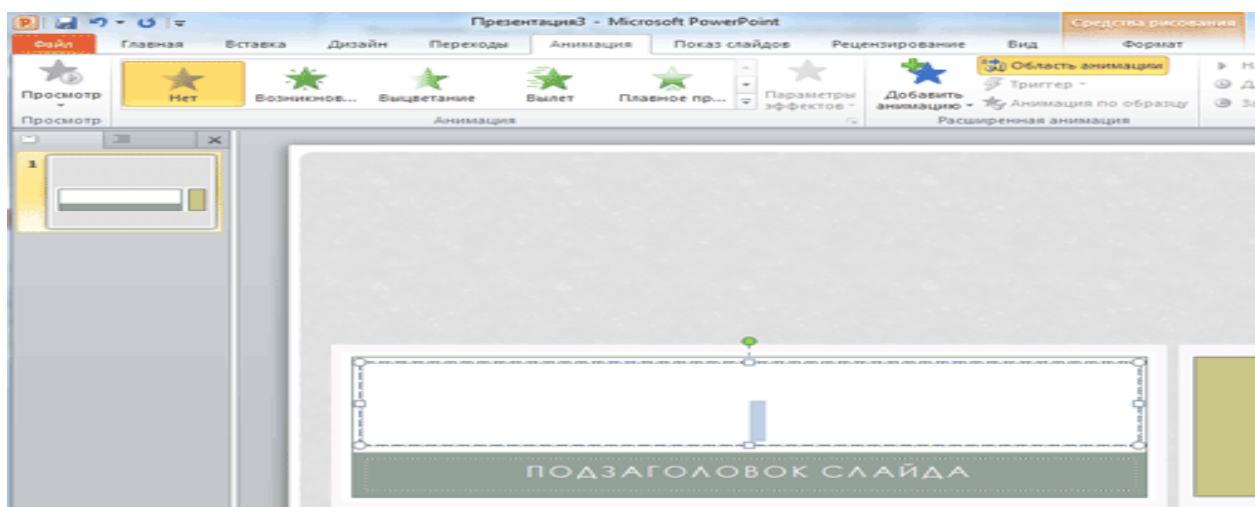 Презентация3 - Microsoft PowerPoint
Средства рисования
Файл Главная Вставка Дизайн Переходы Анимация Показ слайдов Рецензирование Вид Формат
Просмотр Нет Возникнов... Выцветание Вылет Плавное пр... Параметры эффектов Добавить анимацию Область анимации
Триггер
Анимация по образцу
Просмотр Анимация Расширенная анимация
1
ПОДЗАГОЛОВОК СЛАЙДА